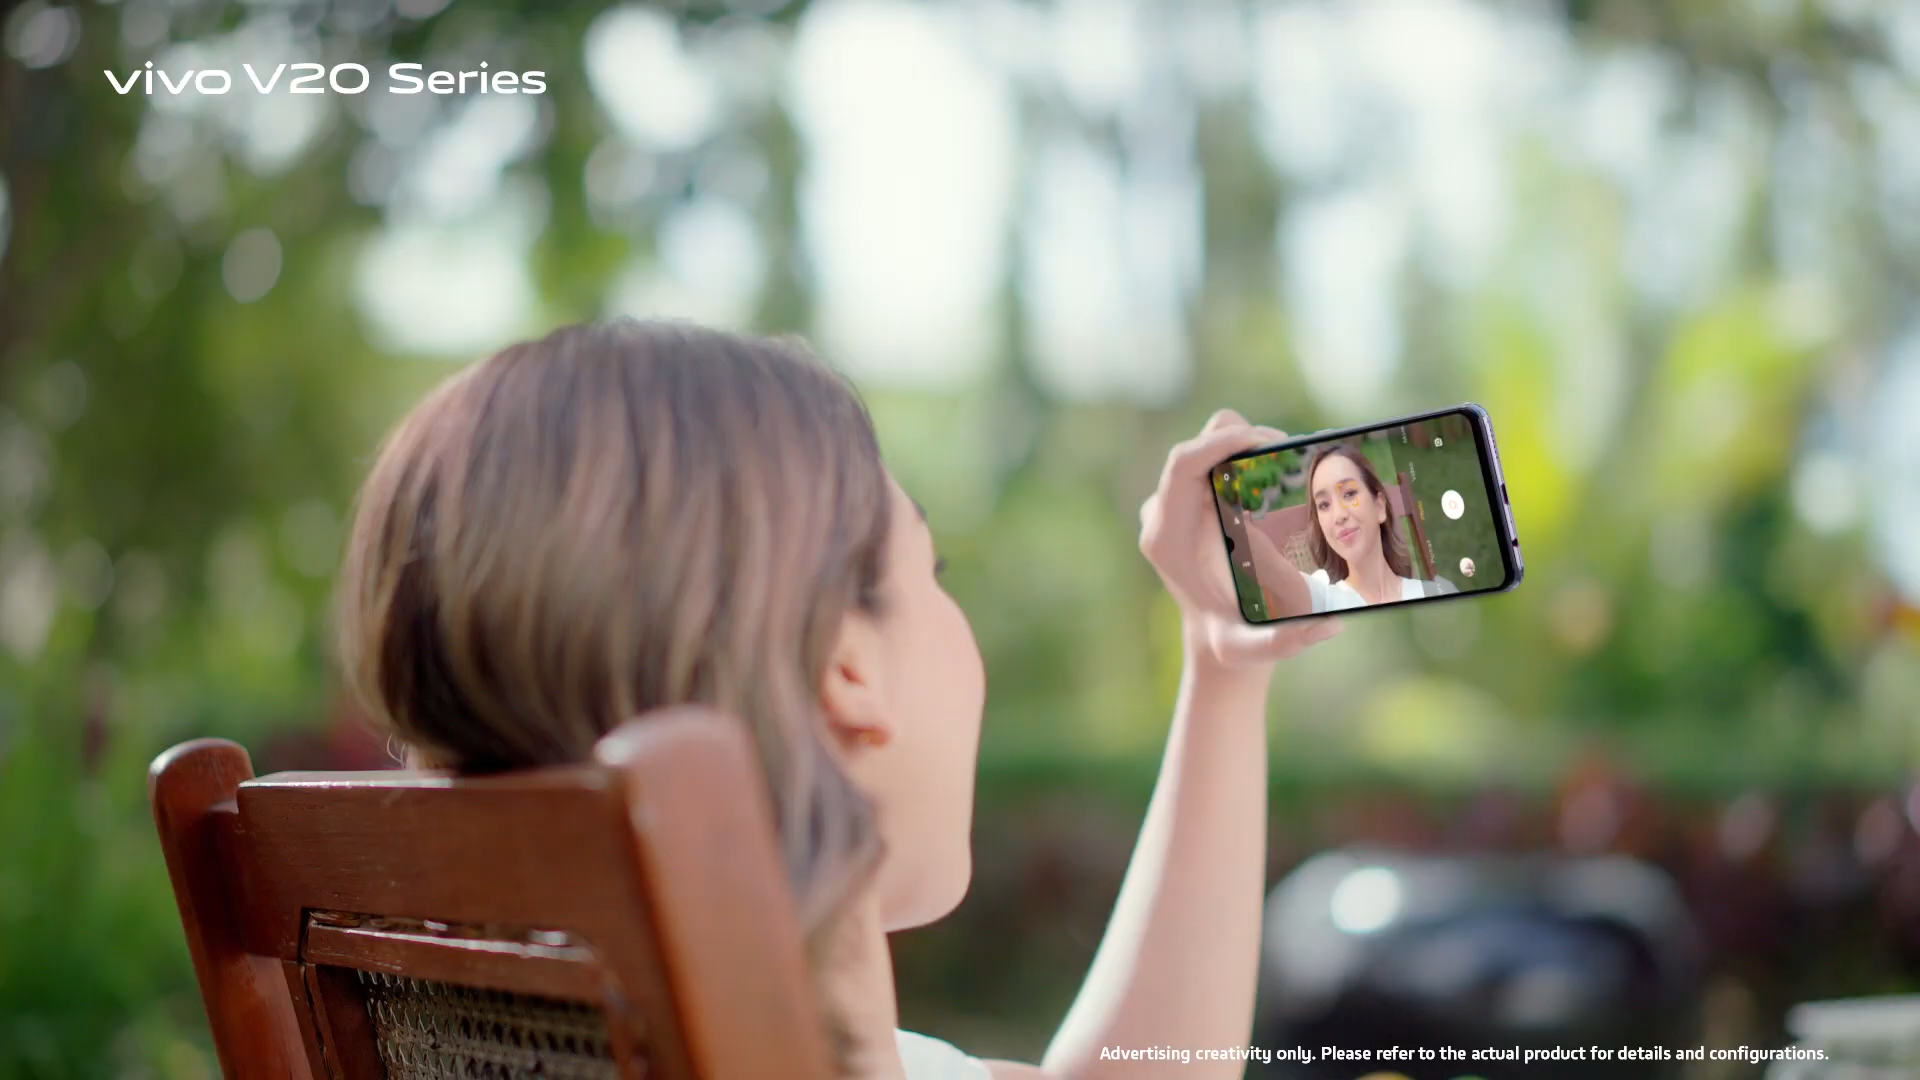 vivo V20 Series
Advertising creativity only. Please refer to the actual product for details and configurations.